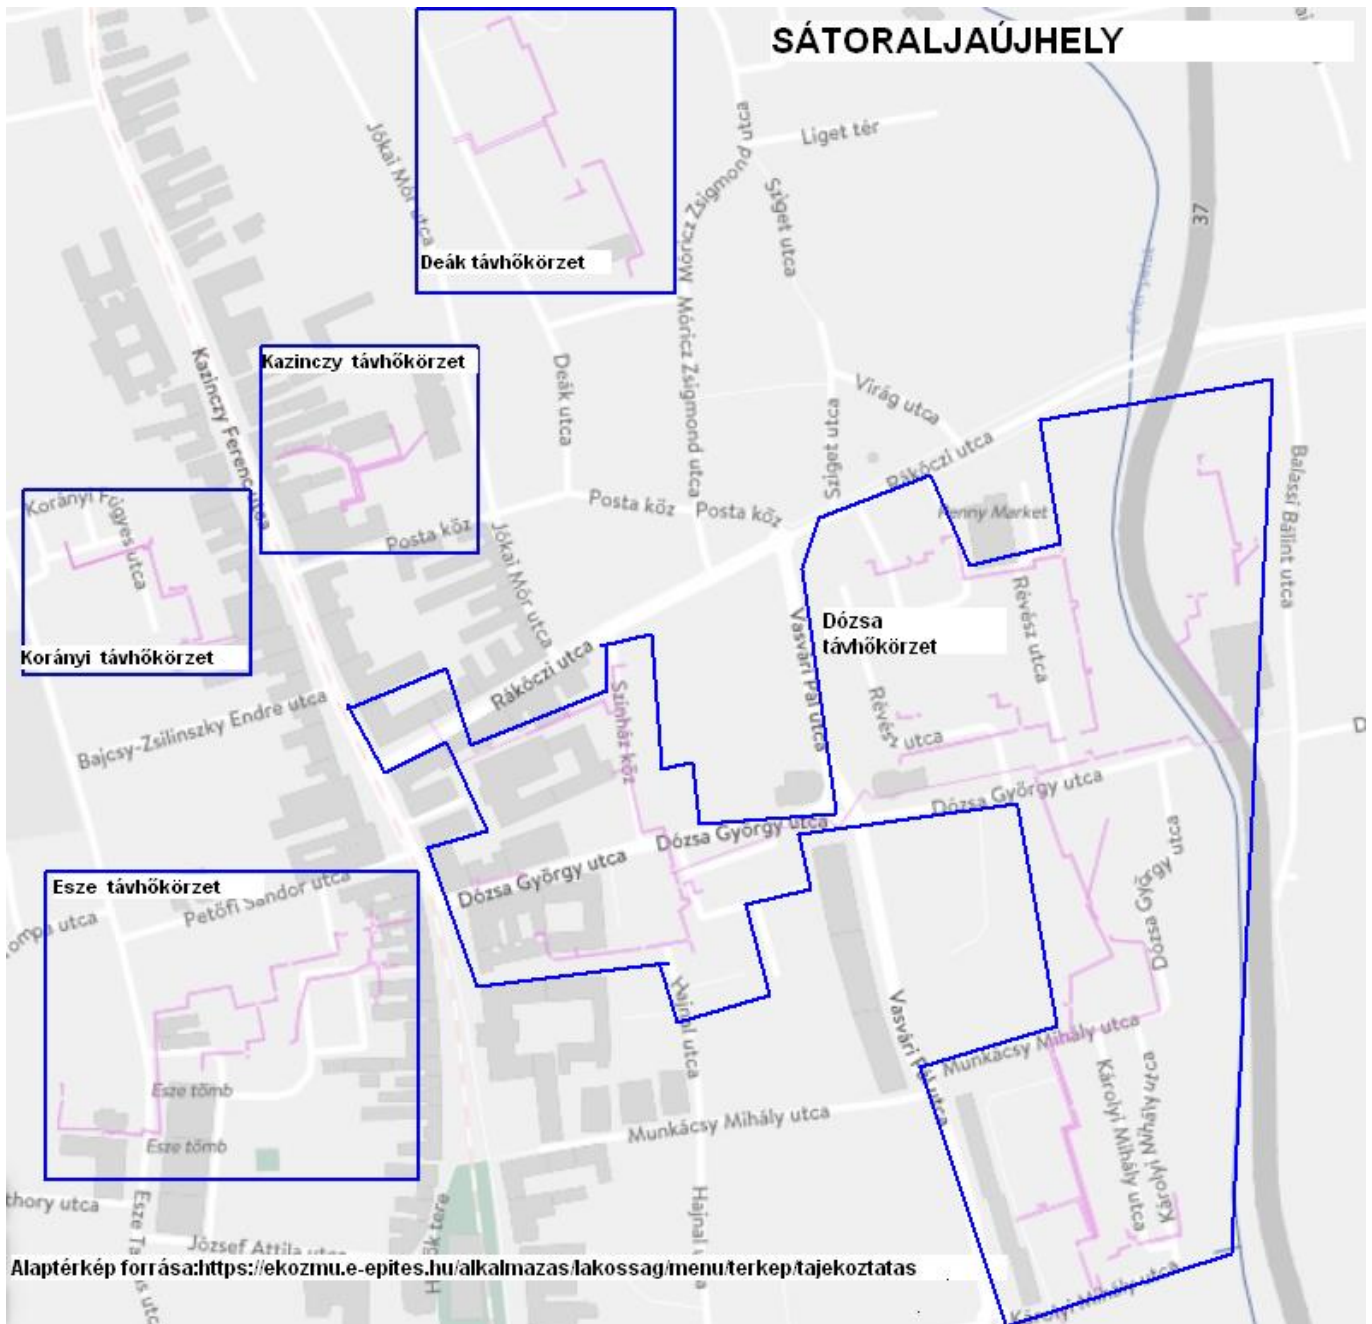 SÁTORALJAÚJHELY
Liget tér
Jókai Mór utca
Móricz Zsigmond utca
Sziget utca
37
Deák távhőkörzet
Móricz Zsigmond utca
Kazinczy Ferenc utca
Kazinczy távhőkörzet
Deák utca
Virág utca
Sziget utca
Rákóczi utca
Balassi Bálint utca
Korányi Frigyes utca
Posta köz
Posta köz
Posta köz
Penny Market
Jókai Mór utca
Révész utca
Dózsa
távhőkörzet
Vasvári Pál utca
Korányi távhőkörzet
Rákóczi utca
Színház köz
Bajcsy-Zsilinszky Endre utca
Révész utca
Dózsa György utca
Dózsa György utca
Dózsa György utca
Dózsa György utca
Esze távhőkörzet
Petőfi Sándor utca
ompa utca
Hajnal utca
Vasvári Pál utca
Munkácsy Mihály utca
Munkácsy Mihály utca
Károlyi Mihály utca
Károlyi Mihály utca
Esze tömb
Esze tömb
thory utca
Hajnal u
József Attila utca
Alaptérkép forrása:https://ekozmu.e-epites.hu/alkalmazas/lakossag/menu/terkep/tajekoztatas
Károlyi Mihály utca